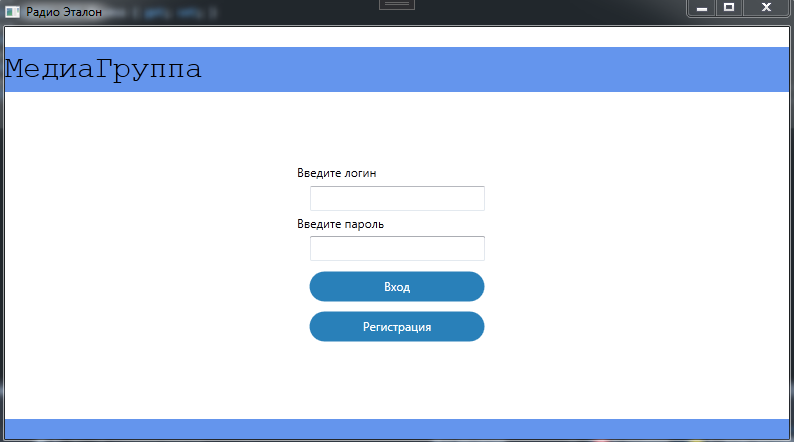 Радио Эталон
МедиаГруппа
Введите логин
Введите пароль
Вход
Регистрация